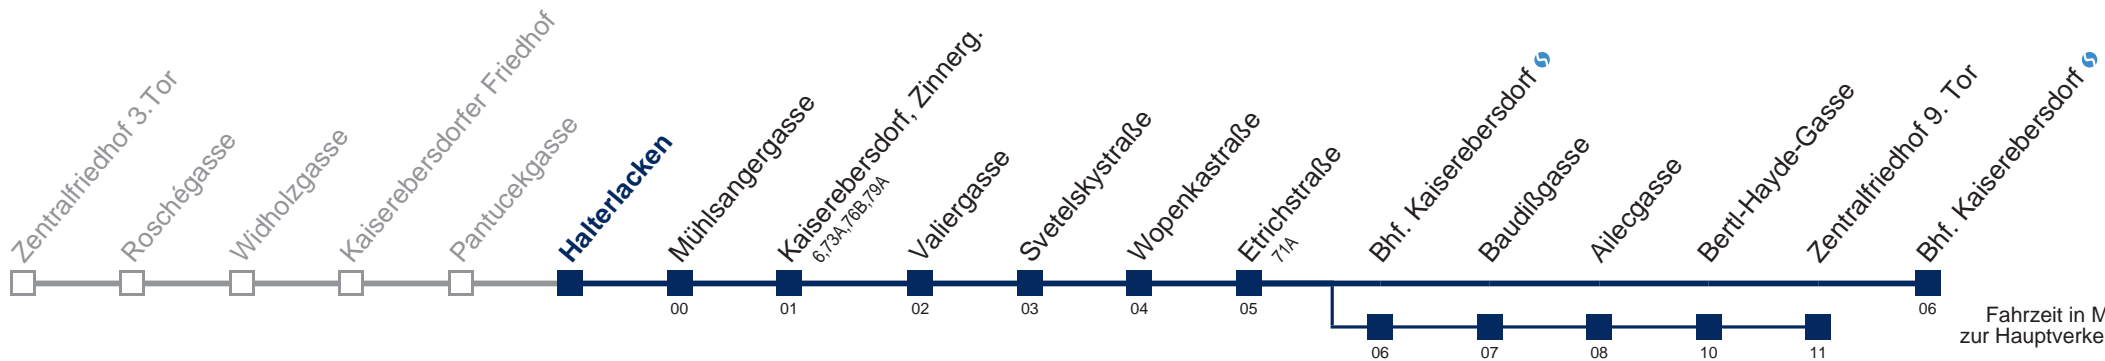 Zentralfriedhof 3.Tor
Roschégasse
Widholzgasse
Kaiserebersdorfer Friedhof
Pantucekgasse
Halterlacken
Mühlsangergasse
Kaiserebersdorf, Zinnerg.
6,73A,76B,79A
Valiergasse
Svetelskystraße
Wopenkastraße
Etrichstraße
71A
Bhf. Kaiserebersdorf
Baudißgasse
Ailecgasse
Bertl-Hayde-Gasse
Zentralfriedhof 9. Tor
Bhf. Kaiserebersdorf
00 01 02 03 04 05 06
06 07 08 10 11
Fahrzeit in M
zur Hauptverke